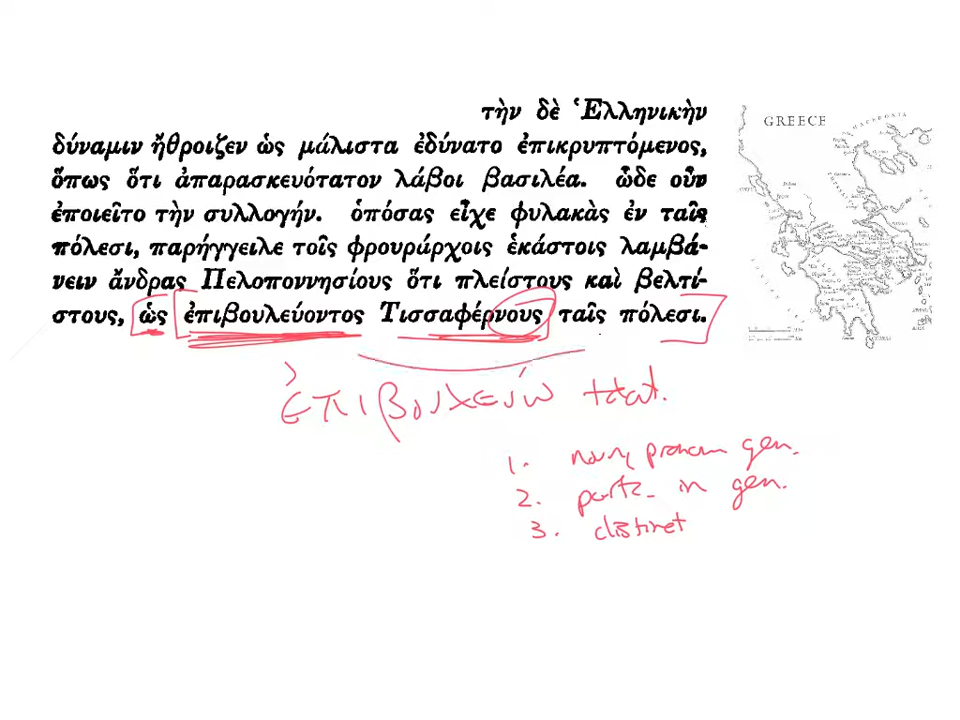 τὴν δὲ Ἑλληνικὴν
δύναμιν ἤθροιζεν ὡς μάλιστα ἐδύνατο ἐπικρυπτόμενος,
ὅπως ὅτι ἀπαρασκευότατον λάβοι βασιλέα. ὧδε οὖν
ἐποιεῖτο τὴν συλλογήν. ὁπόσας εἶχε φυλακὰς ἐν ταῖς
πόλεσι, παρήγγειλε τοῖς φρουράρχοις ἑκάστοις λαμβά-
νειν ἄνδρας Πελοποννησίους ὅτι πλείστους καὶ βελτί-
στους, ὡς ἐπιβουλεύοντος Τισσαφέρνους ταῖς πόλεσι.
GREECE
MACEDONIA
ἐπιβουλεύω + dat.
1. noun, pronoun gen.
2. partc. in gen.
3. distinct